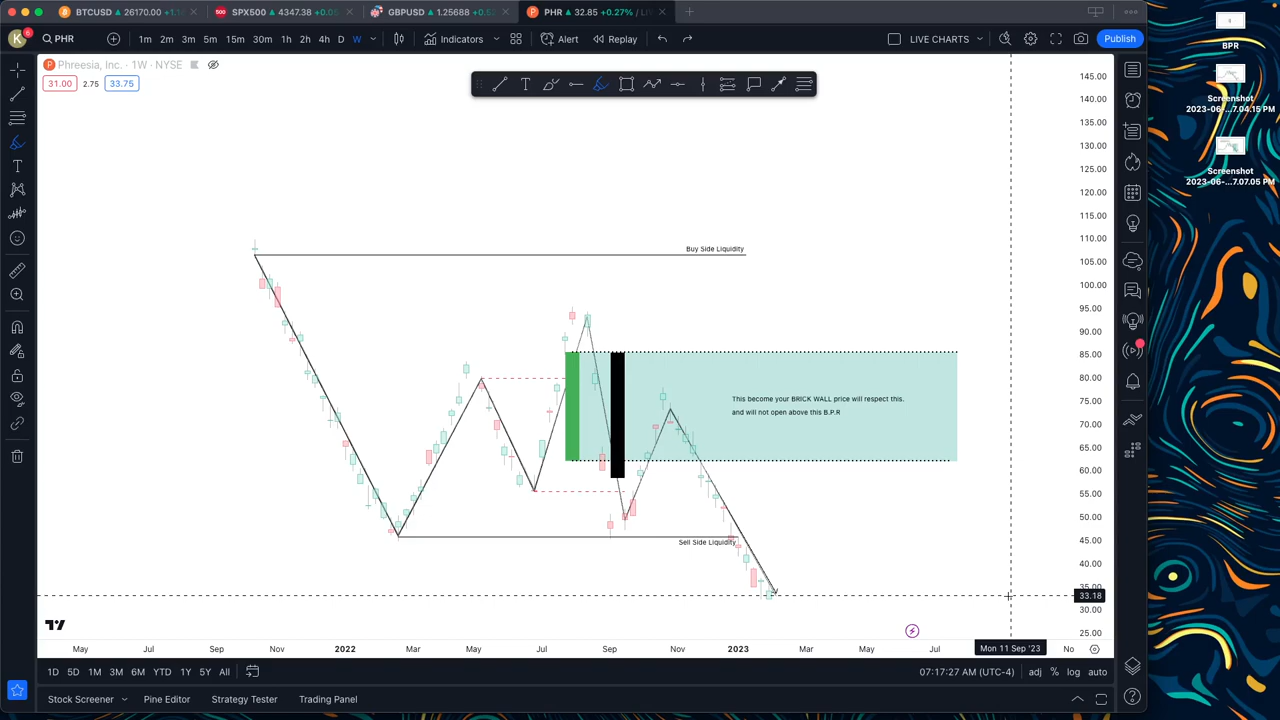 BTCUSD ▲ 26170.00
SPX500 ▲ 4347.38
GBPUSD ▲ 1.25688
PHR ▲ 32.85 +0.27%
K
6
PHR
1m 2m 3m 5m 15m 30m 1h 2h 4h D W
Indicators
Alert
Replay
LIVE CHARTS
Publish
Phreesia, Inc. · 1W · NYSE
31.00 2.75 33.75
145.00
140.00
135.00
130.00
125.00
120.00
115.00
110.00
105.00
100.00
95.00
90.00
85.00
80.00
75.00
70.00
65.00
60.00
55.00
50.00
45.00
40.00
35.00
33.18
30.00
25.00
Buy Side Liquidity
This become your BRICK WALL price will respect this.
and will not open above this B.P.R
Sell Side Liquidity
May Jul Sep Nov 2022 Mar May Jul Sep Nov 2023 Mar May Jul Mon 11 Sep '23 No
1D 5D 1M 3M 6M YTD 1Y 5Y All
07:17:27 AM (UTC-4) adj % log auto
Stock Screener Pine Editor Strategy Tester Trading Panel
BPR
Screenshot
2023-06-...7.04.15 PM
Screenshot
2023-06-...7.07.05 PM